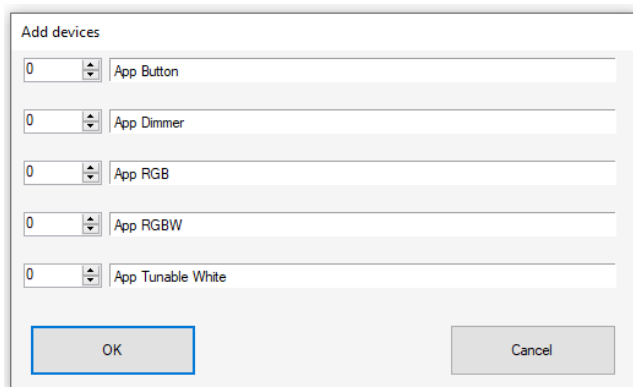 Add devices
0 App Button
0 App Dimmer
0 App RGB
0 App RGBW
0 App Tunable White
OK Cancel